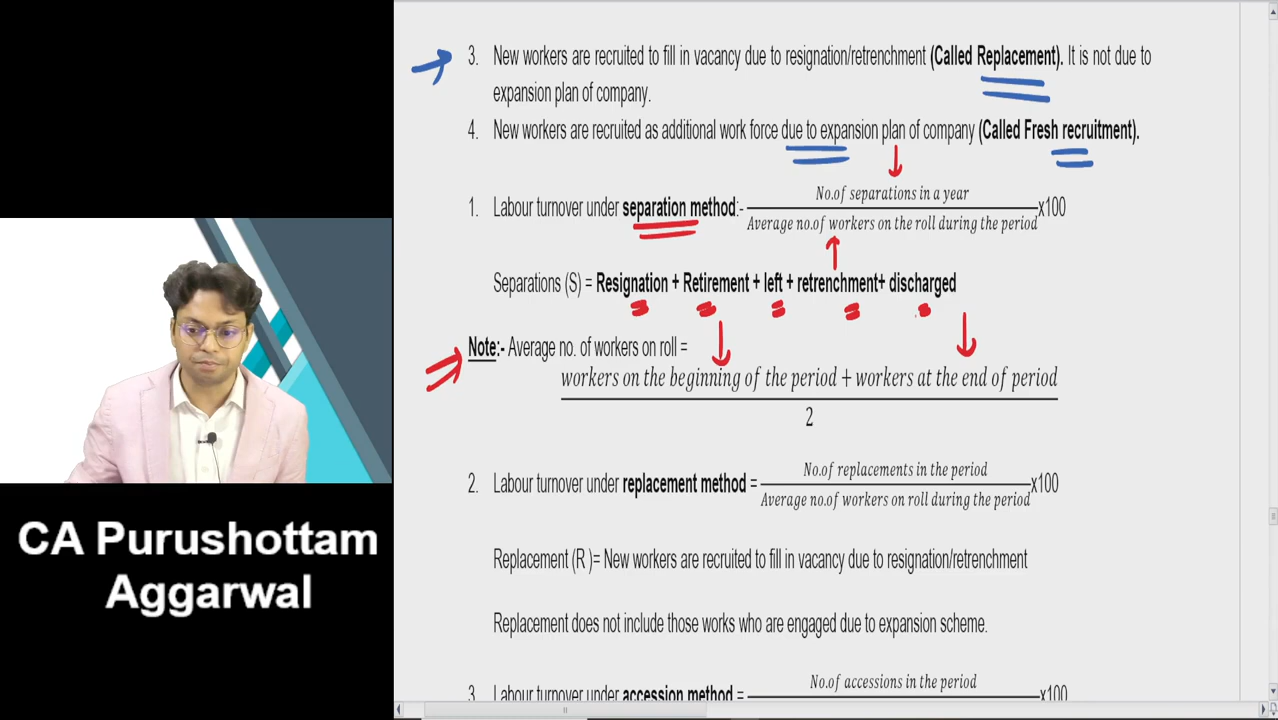 3. New workers are recruited to fill in vacancy due to resignation/retrenchment (Called Replacement). It is not due to
expansion plan of company.
4. New workers are recruited as additional work force due to expansion plan of company (Called Fresh recruitment).
1. Labour turnover under separation method:- No.of separations in a year / Average no.of workers on the roll during the period x100
Separations (S) = Resignation + Retirement + left + retrenchment+ discharged
Note:- Average no. of workers on roll =
workers on the beginning of the period + workers at the end of period
2
2. Labour turnover under replacement method = No.of replacements in the period / Average no.of workers on roll during the period x100
Replacement (R )= New workers are recruited to fill in vacancy due to resignation/retrenchment
Replacement does not include those works who are engaged due to expansion scheme.
3. Labour turnover under accession method = No.of accessions in the period x100
CA Purushottam
Aggarwal